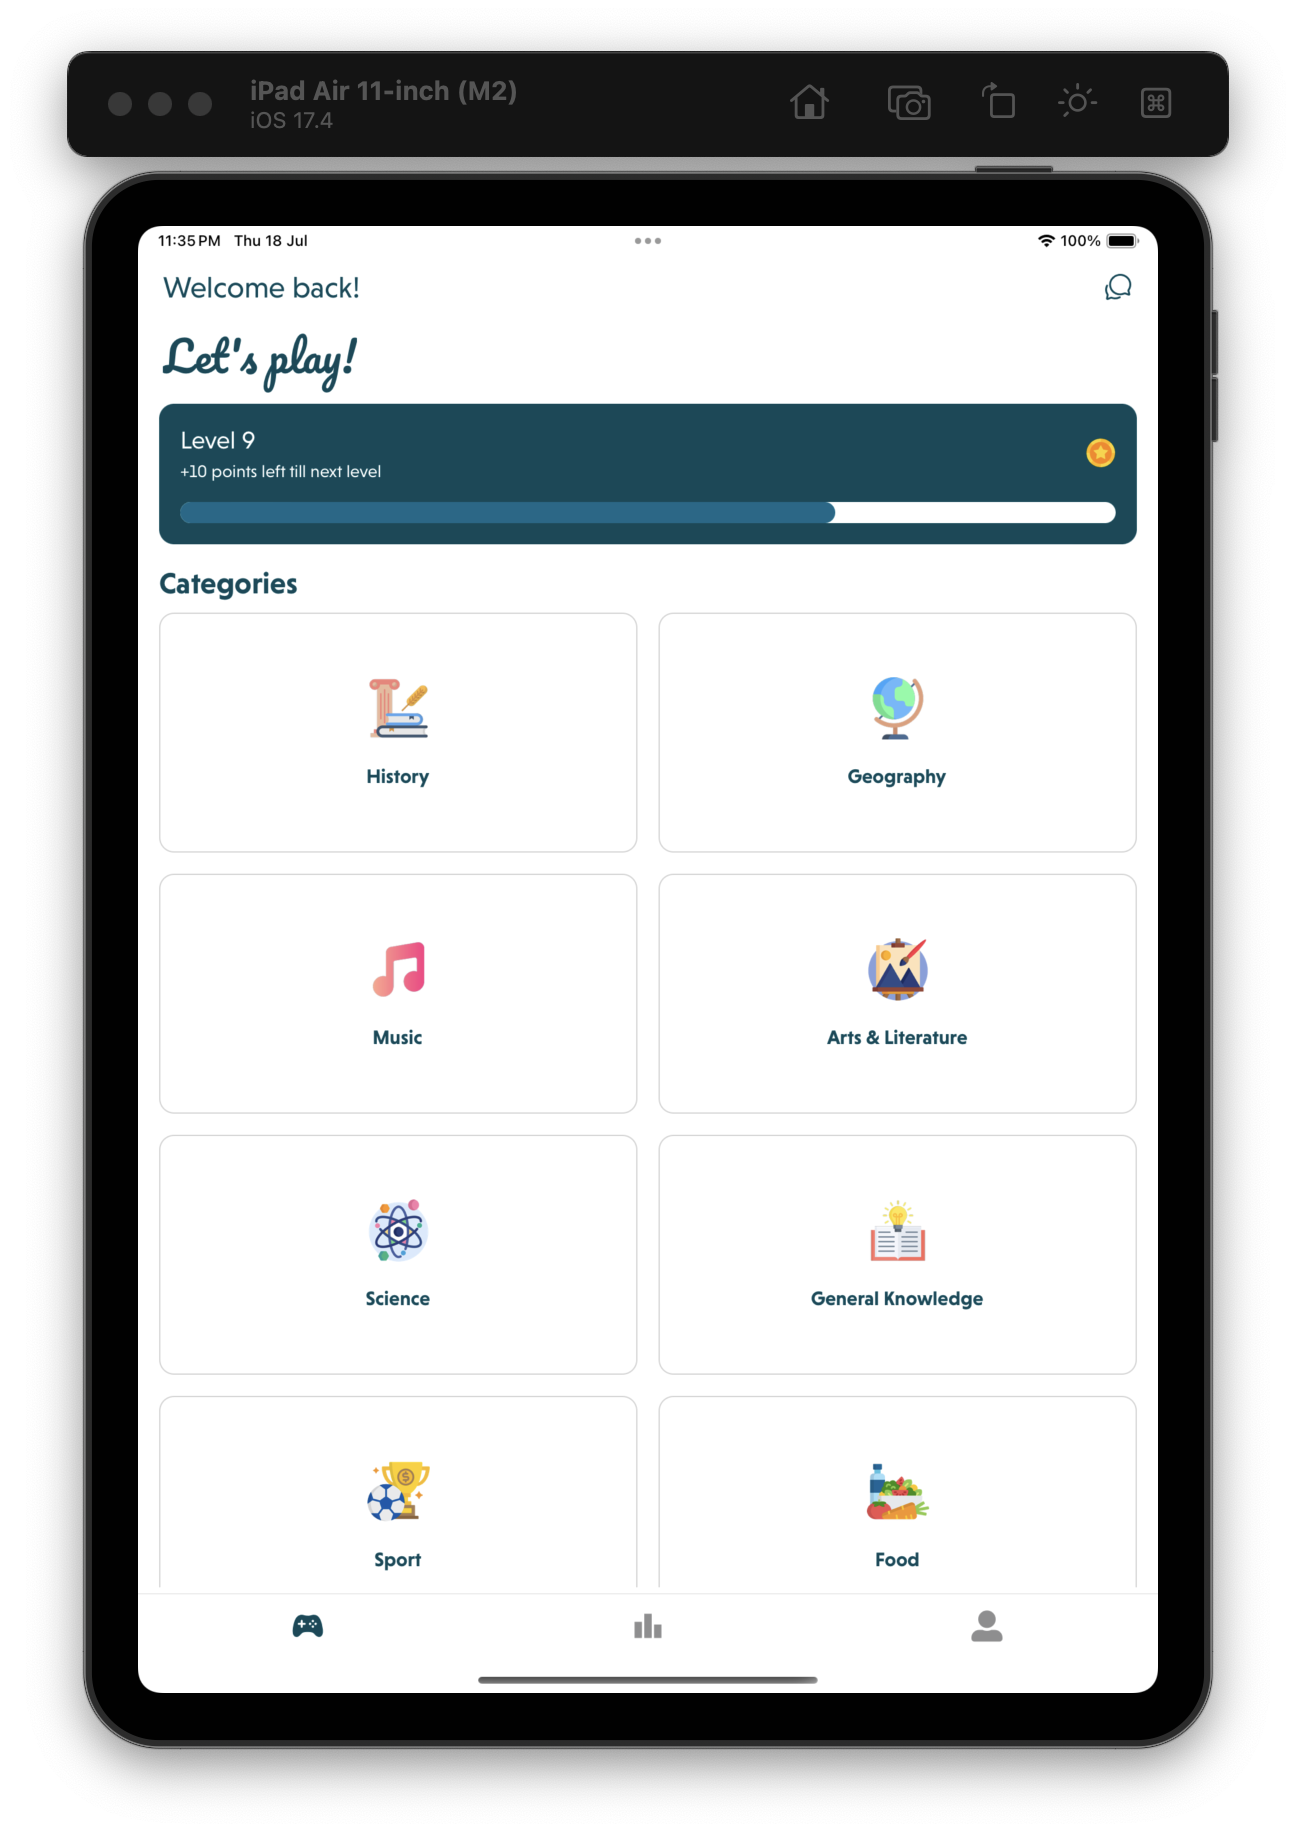 iPad Air 11-inch (M2)
iOS 17.4
11:35 PM Thu 18 Jul
100%
Welcome back!
Let's play!
Level 9
+10 points left till next level
Categories
History
Geography
Music
Arts & Literature
Science
General Knowledge
Sport
Food